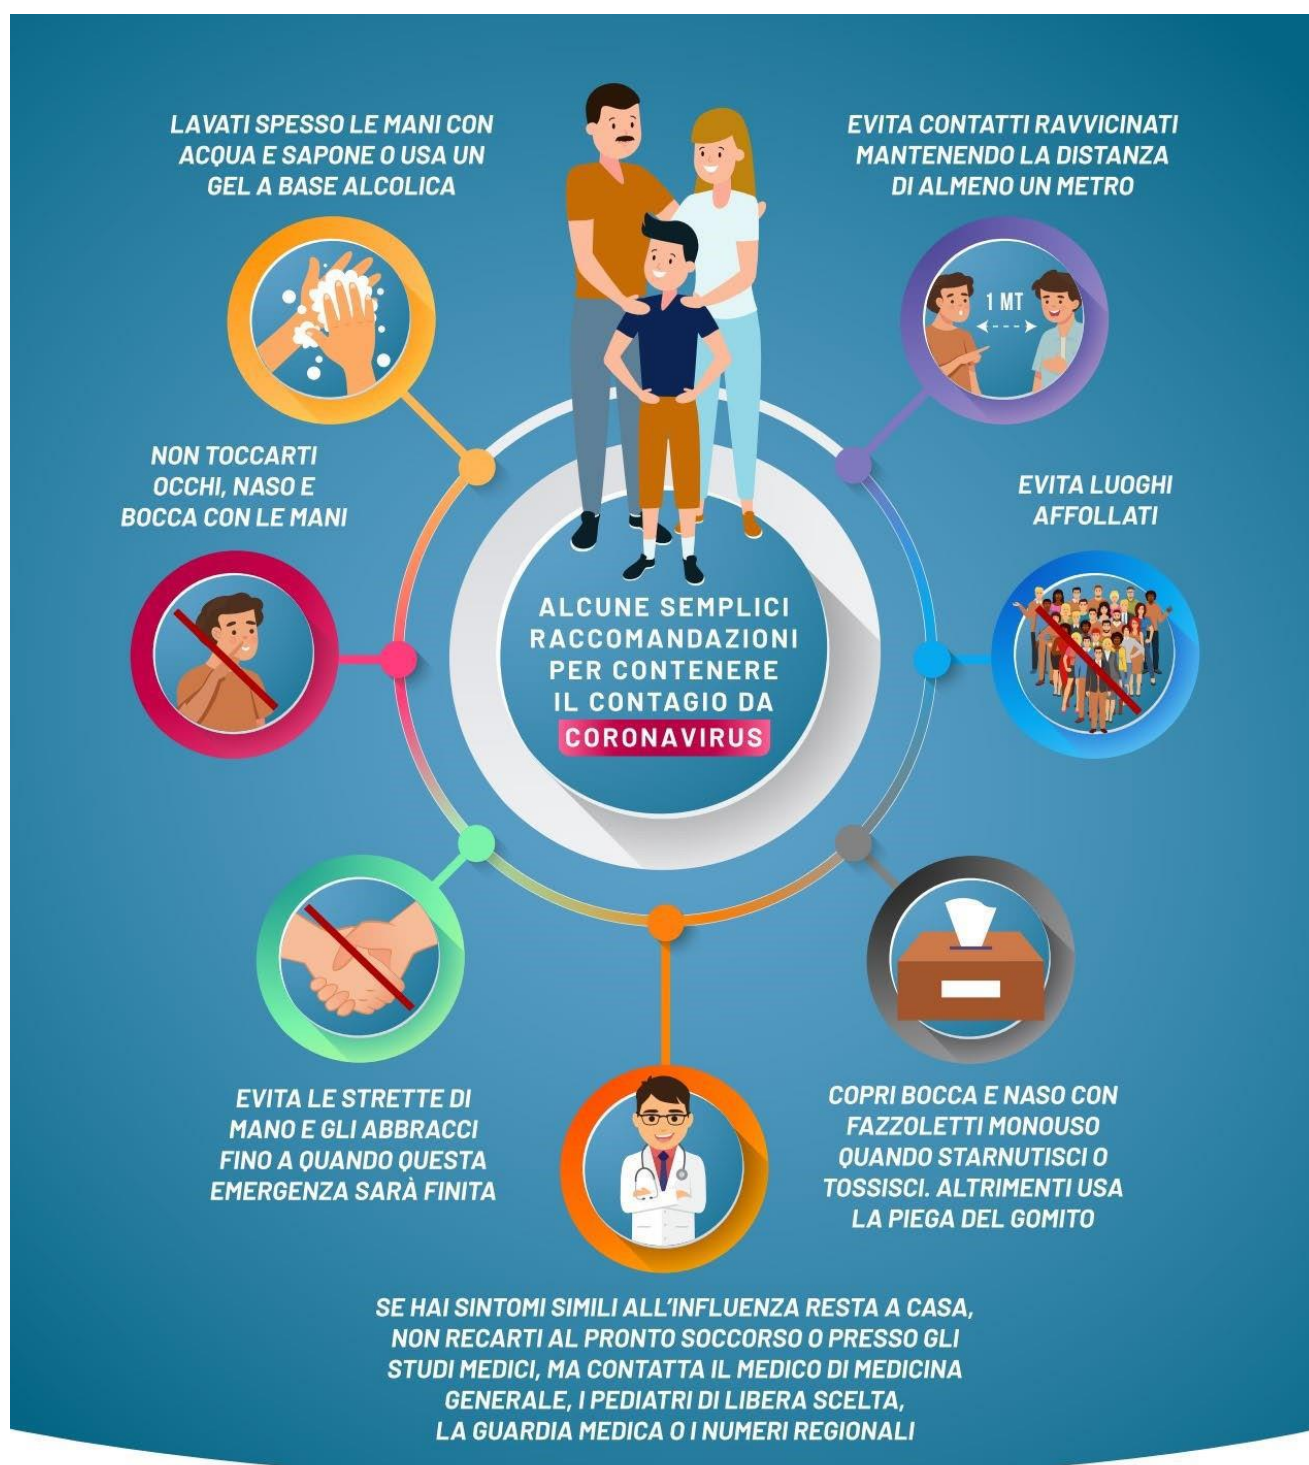 LAVATI SPESSO LE MANI CON
ACQUA E SAPONE O USA UN
GEL A BASE ALCOLICA
EVITA CONTATTI RAVVICINATI
MANTENENDO LA DISTANZA
DI ALMENO UN METRO
1 MT
NON TOCCARTI
OCCHI, NASO E
BOCCA CON LE MANI
EVITA LUOGHI
AFFOLLATI
ALCUNE SEMPLICI
RACCOMANDAZIONI
PER CONTENERE
IL CONTAGIO DA
CORONAVIRUS
EVITA LE STRETTE DI
MANO E GLI ABBRACCI
FINO A QUANDO QUESTA
EMERGENZA SARÀ FINITA
COPRI BOCCA E NASO CON
FAZZOLETTI MONOUSO
QUANDO STARNUTISCI O
TOSSISCI. ALTRIMENTI USA
LA PIEGA DEL GOMITO
SE HAI SINTOMI SIMILI ALL'INFLUENZA RESTA A CASA,
NON RECARTI AL PRONTO SOCCORSO O PRESSO GLI
STUDI MEDICI, MA CONTATTA IL MEDICO DI MEDICINA
GENERALE, I PEDIATRI DI LIBERA SCELTA,
LA GUARDIA MEDICA O I NUMERI REGIONALI